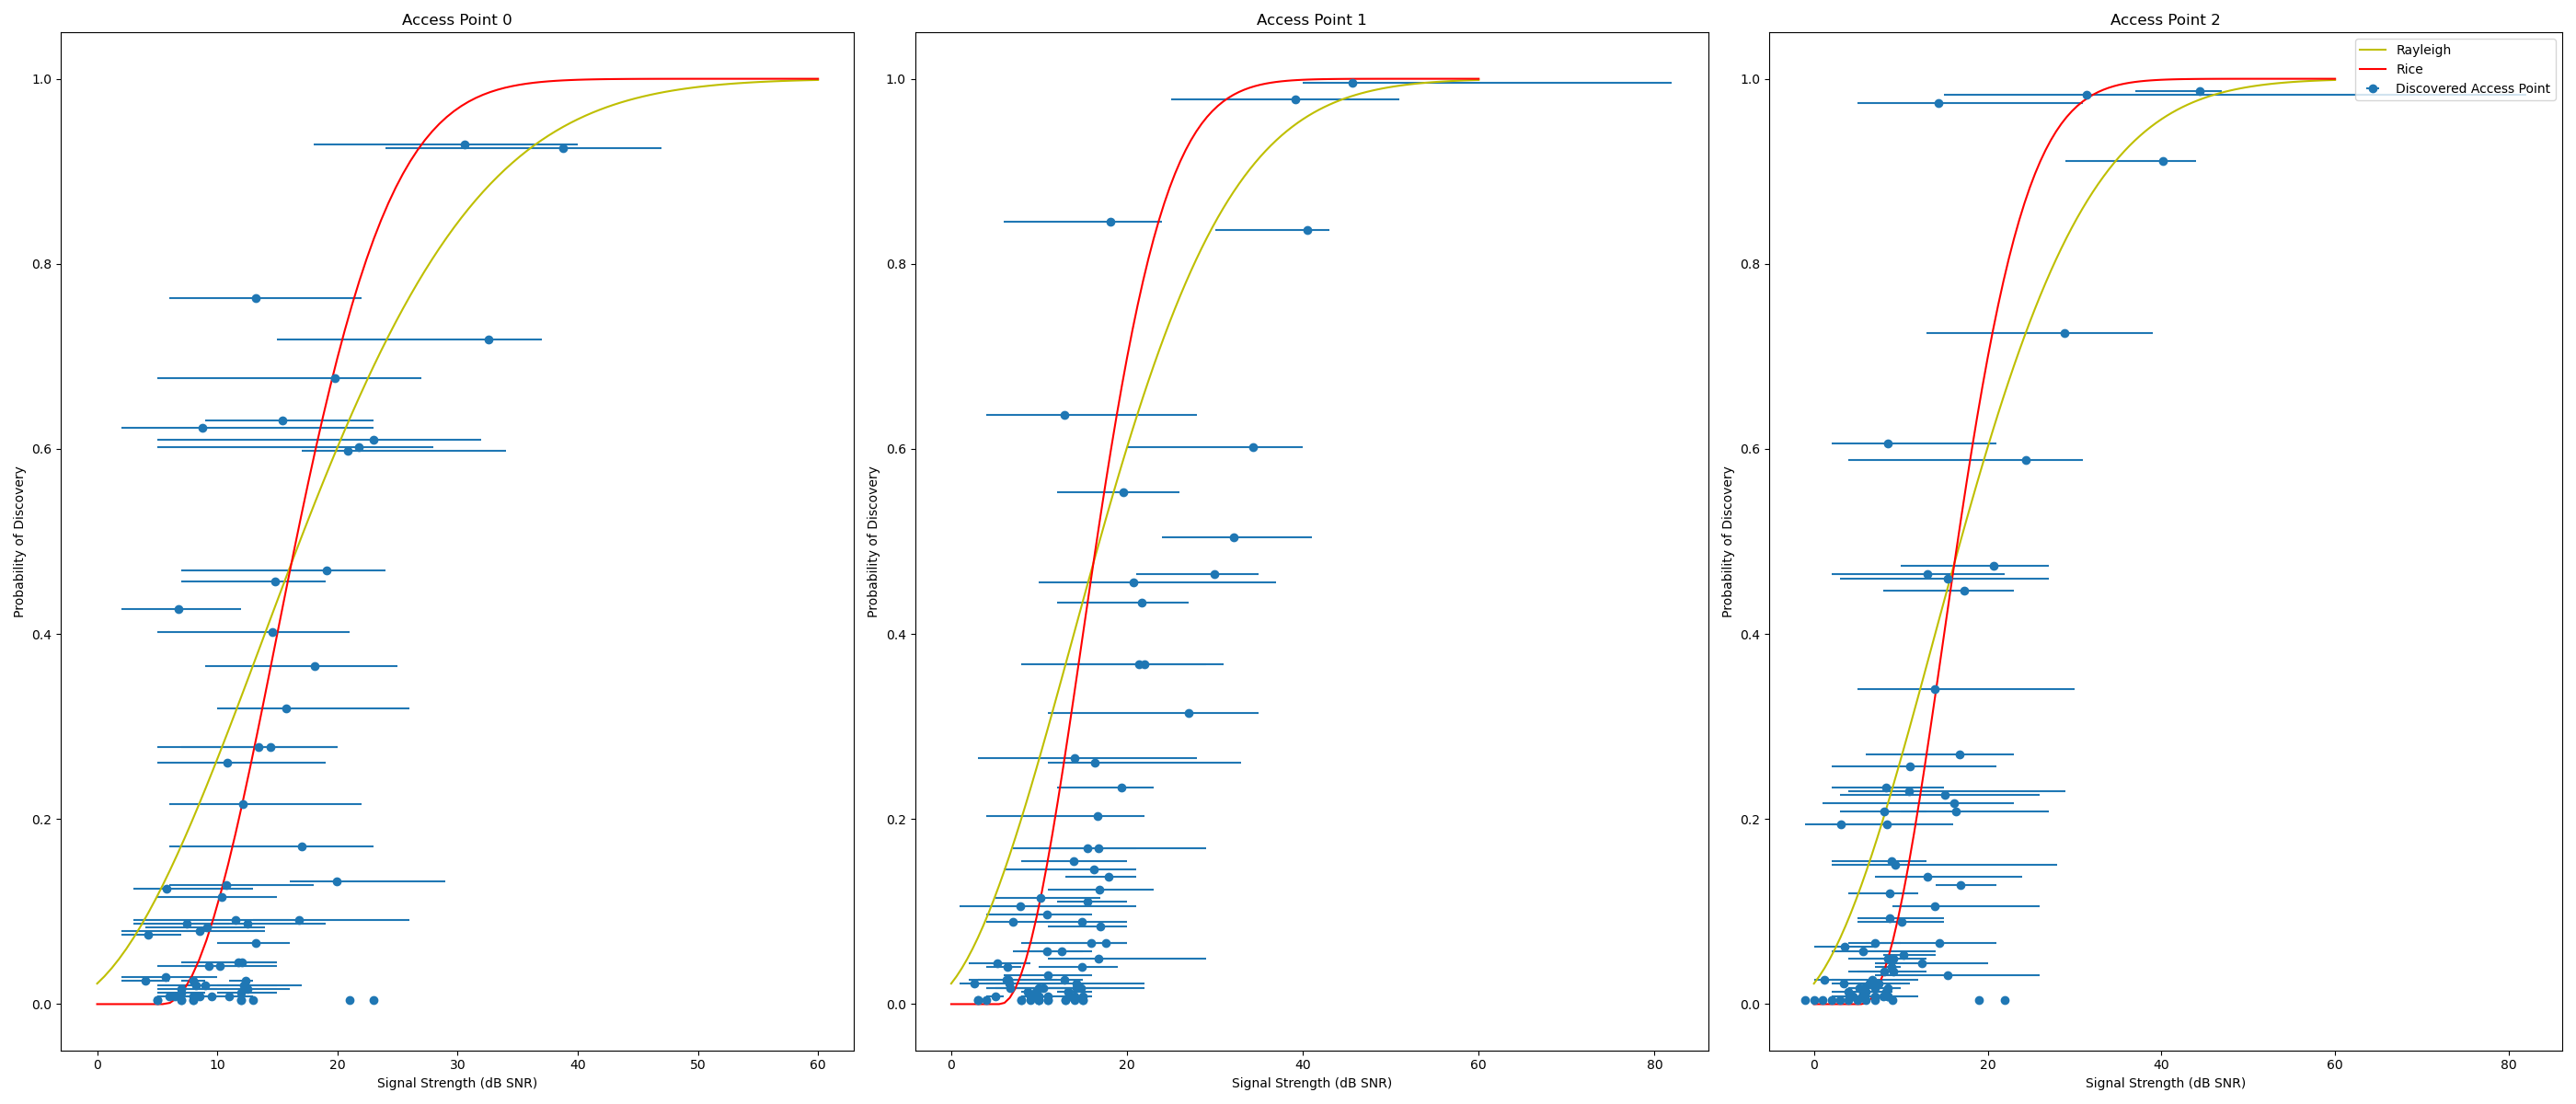 Access Point 0
1.0
0.8
0.6
0.4
0.2
0.0
Probability of Discovery
0 10 20 30 40 50 60
Signal Strength (dB SNR)
Access Point 1
1.0
0.8
0.6
0.4
0.2
0.0
Probability of Discovery
0 20 40 60 80
Signal Strength (dB SNR)
Access Point 2
Rayleigh
Rice
Discovered Access Point
1.0
0.8
0.6
0.4
0.2
0.0
Probability of Discovery
0 20 40 60 80
Signal Strength (dB SNR)